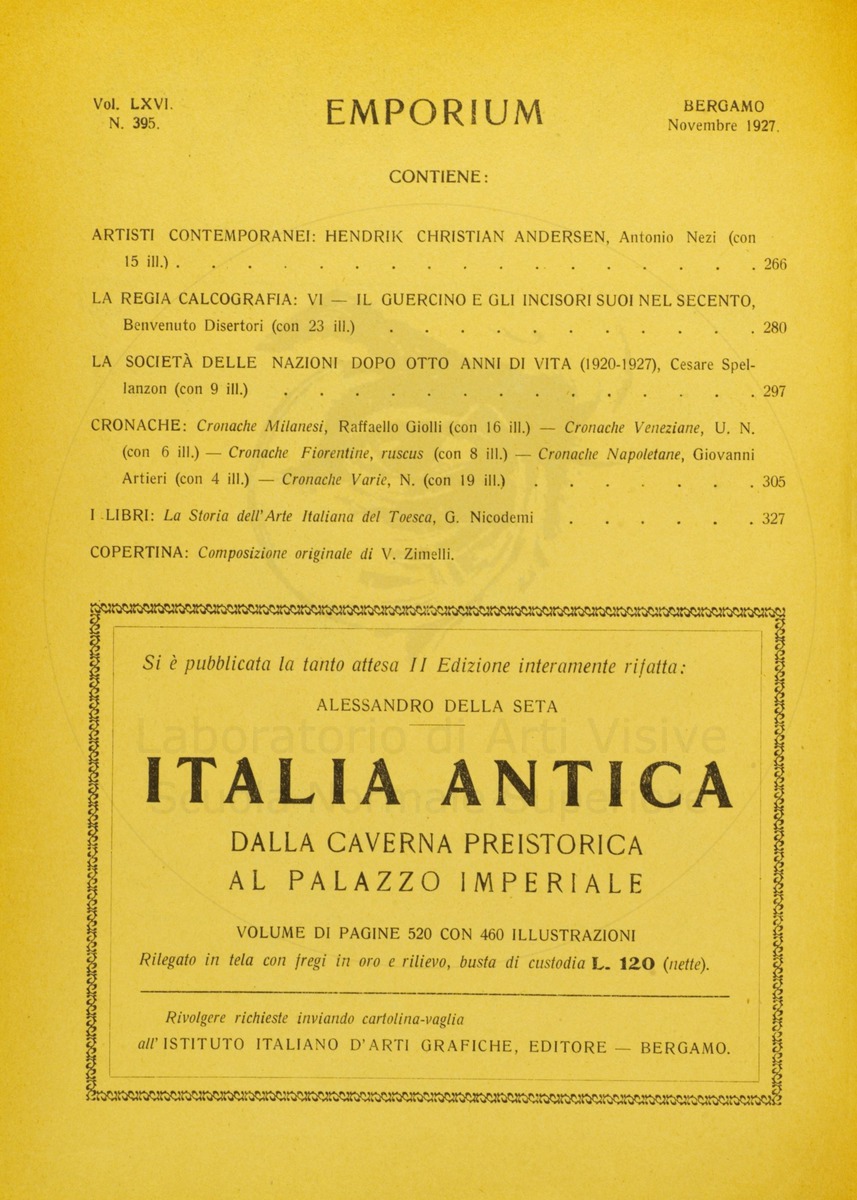 Vol. LXVI.
N. 395.
EMPORIUM
BERGAMO
Novembre 1927.
CONTIENE:
ARTISTI CONTEMPORANEI: HENDRIK CHRISTIAN ANDERSEN, Antonio Nezi (con
15 ill.) . . . . . . . . . . . . . . . . . 266
LA REGIA CALCOGRAFIA: VI — IL GUERCINO E GLI INCISORI SUOI NEL SECENTO,
Benvenuto Disertori (con 23 ill.) . . . . . . . . . . . 280
LA SOCIETÀ DELLE NAZIONI DOPO OTTO ANNI DI VITA (1920-1927), Cesare Spel-
lanzon (con 9 ill.) . . . . . . . . . . . . . . 297
CRONACHE: Cronache Milanesi, Raffaello Giolli (con 16 ill.) — Cronache Veneziane, U. N.
(con 6 ill.) — Cronache Fiorentine, ruscus (con 8 ill.) — Cronache Napoletane, Giovanni
Artieri (con 4 ill.) — Cronache Varie, N. (con 19 ill.) . . . . . . . 305
I LIBRI: La Storia dell'Arte Italiana del Toesca, G. Nicodemi . . . . . . 327
COPERTINA: Composizione originale di V. Zimelli.
Si è pubblicata la tanto attesa II Edizione interamente rifatta:
ALESSANDRO DELLA SETA
Laboratorio di Arti Visive
ITALIA ANTICA
Scuola Normale Superiore
DALLA CAVERNA PREISTORICA
AL PALAZZO IMPERIALE
VOLUME DI PAGINE 520 CON 460 ILLUSTRAZIONI
Rilegato in tela con fregi in oro e rilievo, busta di custodia L. 120 (nette).
Rivolgere richieste inviando cartolina-vaglia
all' ISTITUTO ITALIANO D'ARTI GRAFICHE, EDITORE — BERGAMO.